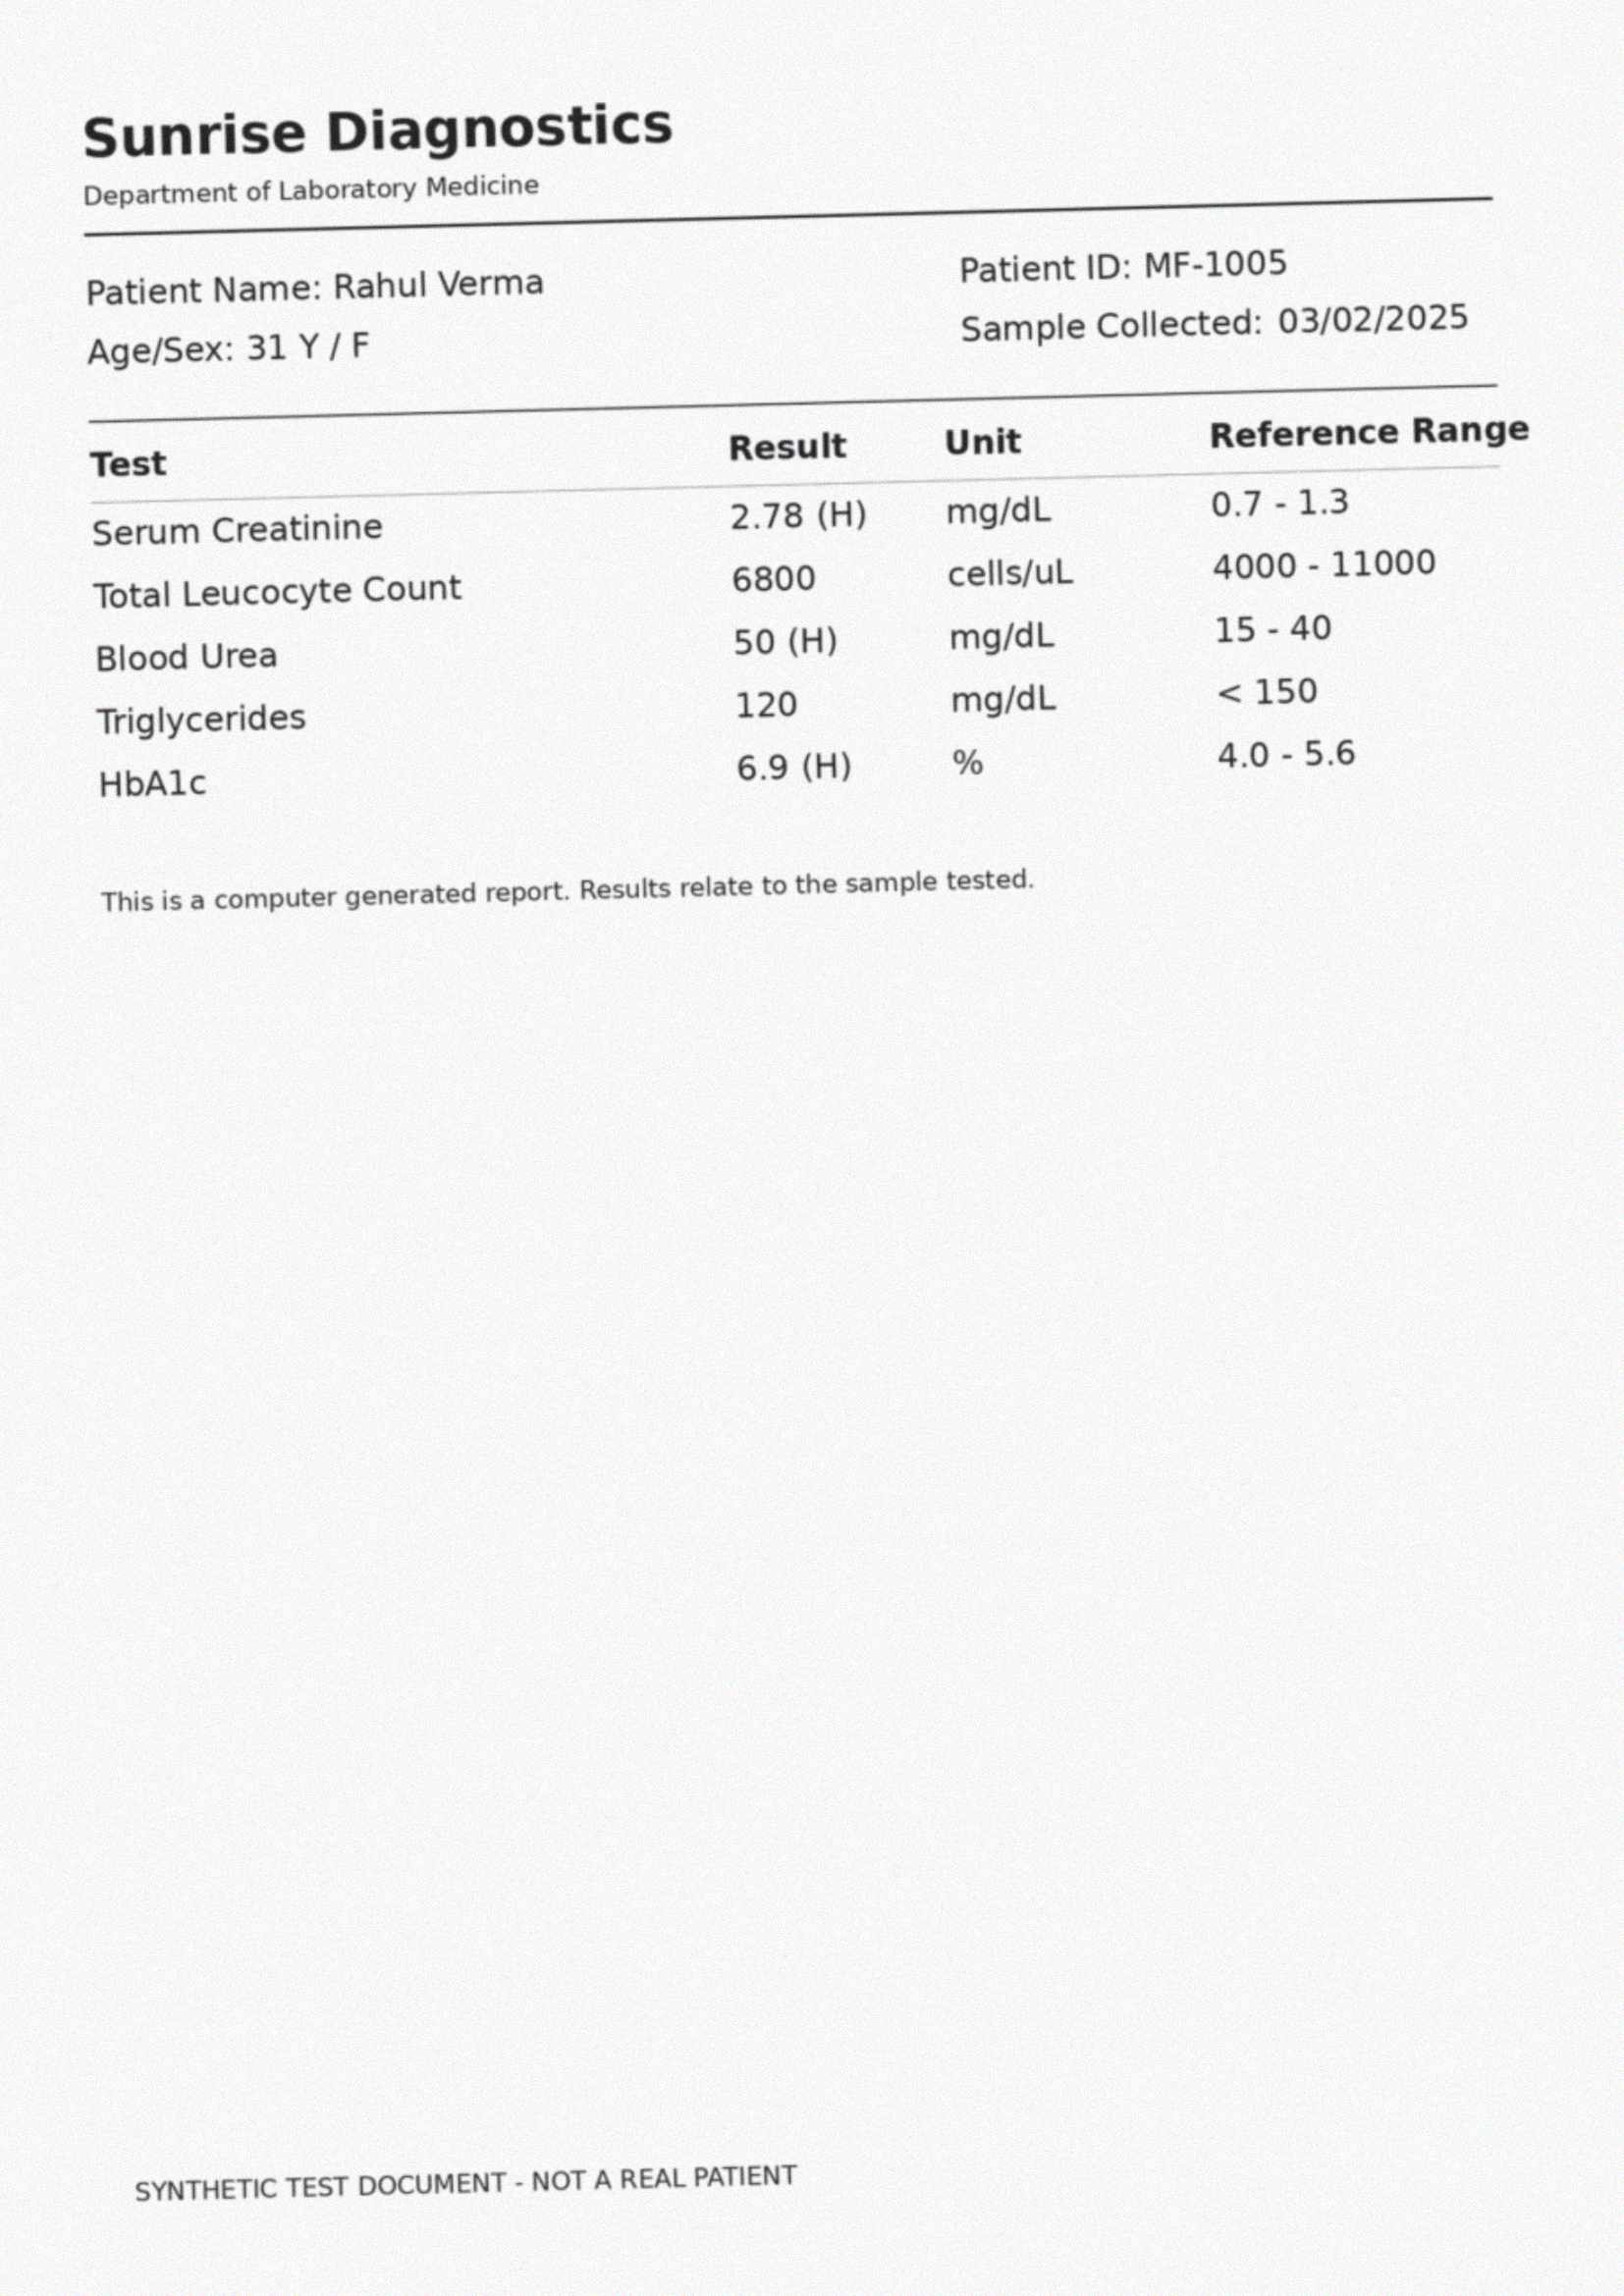 Sunrise Diagnostics
Department of Laboratory Medicine
Patient Name: Rahul Verma Patient ID: MF-1005
Age/Sex: 31 Y / F Sample Collected: 03/02/2025
Test Result Unit Reference Range
Serum Creatinine 2.78 (H) mg/dL 0.7 - 1.3
Total Leucocyte Count 6800 cells/uL 4000 - 11000
Blood Urea 50 (H) mg/dL 15 - 40
Triglycerides 120 mg/dL < 150
HbA1c 6.9 (H) % 4.0 - 5.6
This is a computer generated report. Results relate to the sample tested.
SYNTHETIC TEST DOCUMENT - NOT A REAL PATIENT